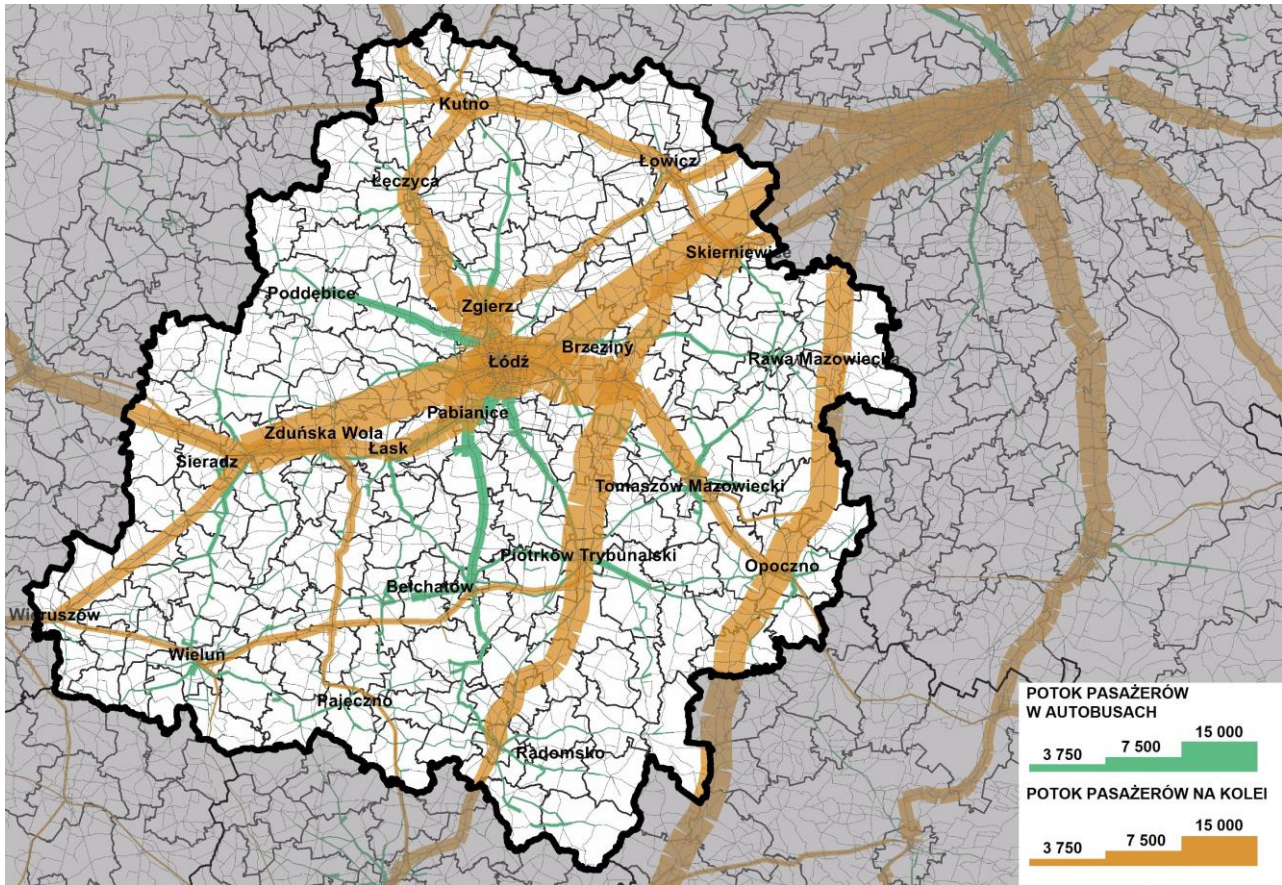 Kutno
Łęczyca
Łowicz
Skierniewice
Poddębice
Zgierz
Łódź
Brzeziny
Rawa Mazowiecka
Pabianice
Zduńska Wola
Łask
Sieradz
Tomaszów Mazowiecki
Piotrków Trybunalski
Opoczno
Bełchatów
Wieruszów
Wieluń
Pajęczno
Radomsko
POTOK PASAŻERÓW
W AUTOBUSACH
3 750 7 500 15 000
POTOK PASAŻERÓW NA KOLEI
3 750 7 500 15 000